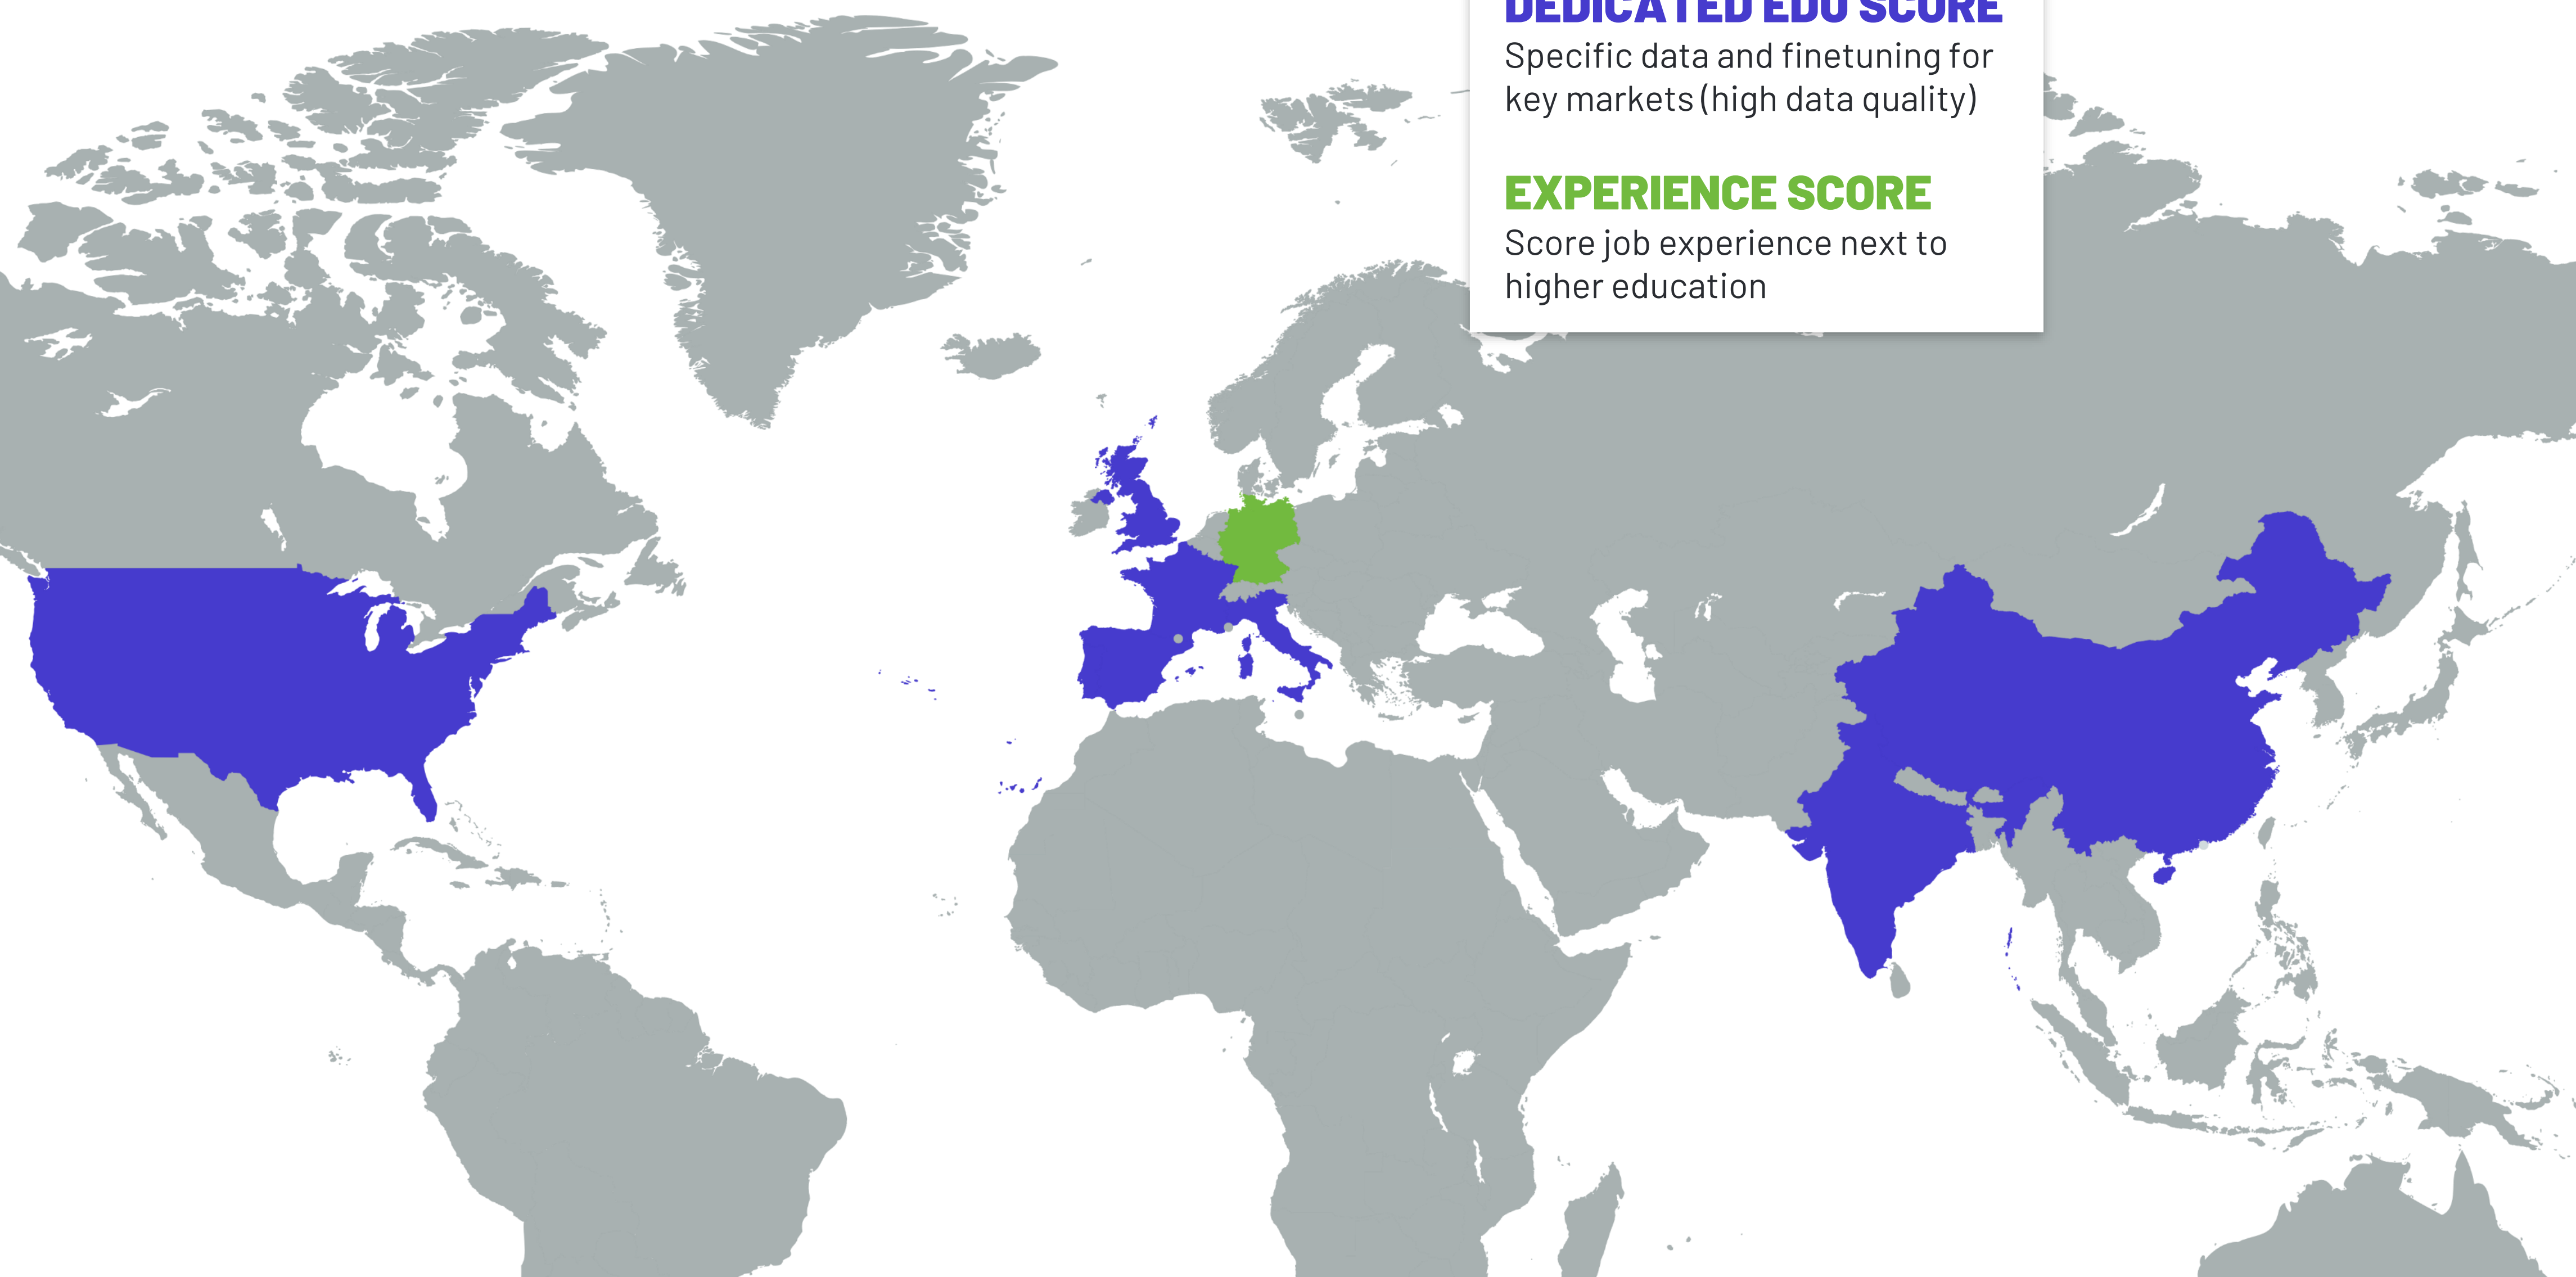 DEDICATED EDU SCORE
Specific data and finetuning for
key markets (high data quality)
EXPERIENCE SCORE
Score job experience next to
higher education